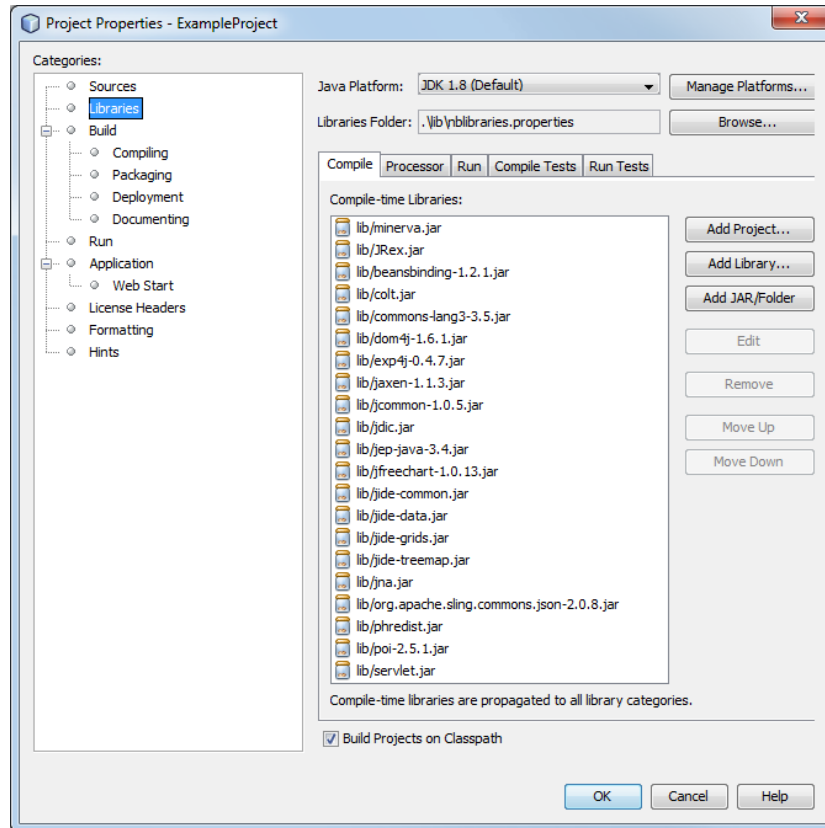 Project Properties - ExampleProject
Categories:
Sources
Libraries
Build
Compiling
Packaging
Deployment
Documenting
Run
Application
Web Start
License Headers
Formatting
Hints
Java Platform: JDK 1.8 (Default) Manage Platforms...
Libraries Folder: .\lib\nblibraries.properties Browse...
Compile Processor Run Compile Tests Run Tests
Compile-time Libraries:
lib/minerva.jar
lib/JRex.jar
lib/beansbinding-1.2.1.jar
lib/colt.jar
lib/commons-lang3-3.5.jar
lib/dom4j-1.6.1.jar
lib/exp4j-0.4.7.jar
lib/jaxen-1.1.3.jar
lib/jcommon-1.0.5.jar
lib/jdic.jar
lib/jep-java-3.4.jar
lib/jfreechart-1.0.13.jar
lib/jide-common.jar
lib/jide-data.jar
lib/jide-grids.jar
lib/jide-treemap.jar
lib/jna.jar
lib/org.apache.sling.commons.json-2.0.8.jar
lib/phredist.jar
lib/poi-2.5.1.jar
lib/servlet.jar
Add Project...
Add Library...
Add JAR/Folder
Edit
Remove
Move Up
Move Down
Compile-time libraries are propagated to all library categories.
Build Projects on Classpath
OK Cancel Help